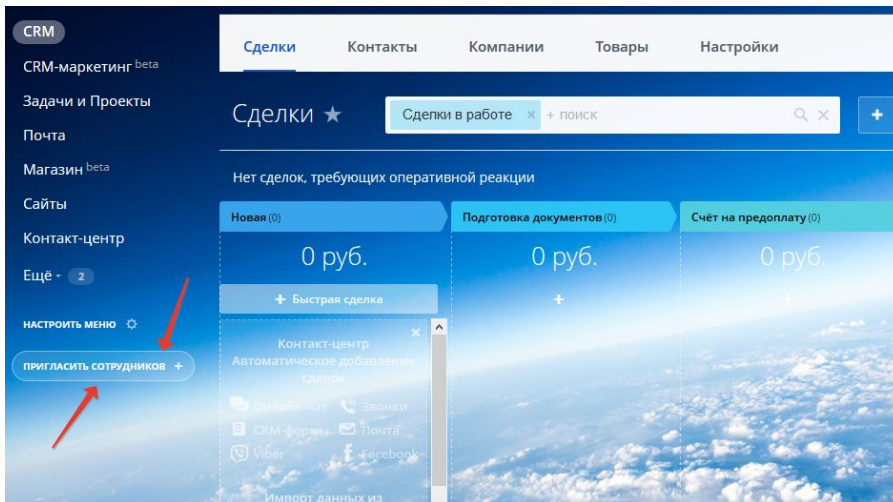 CRM
CRM-маркетинг beta
Задачи и Проекты
Почта
Магазин beta
Сайты
Контакт-центр
Ещё 2
НАСТРОИТЬ МЕНЮ
ПРИГЛАСИТЬ СОТРУДНИКОВ +
Сделки Контакты Компании Товары Настройки
Сделки ★ Сделки в работе × + поиск
+
Нет сделок, требующих оперативной реакции
Новая (0) Подготовка документов (0) Счёт на предоплату (0)
0 руб. 0 руб. 0 руб.
+ Быстрая сделка + +
Контакт-центр
Автоматическое добавление
сделок
Онлайн-чат Звонки
CRM-формы Почта
Viber Facebook
Импорт данных из